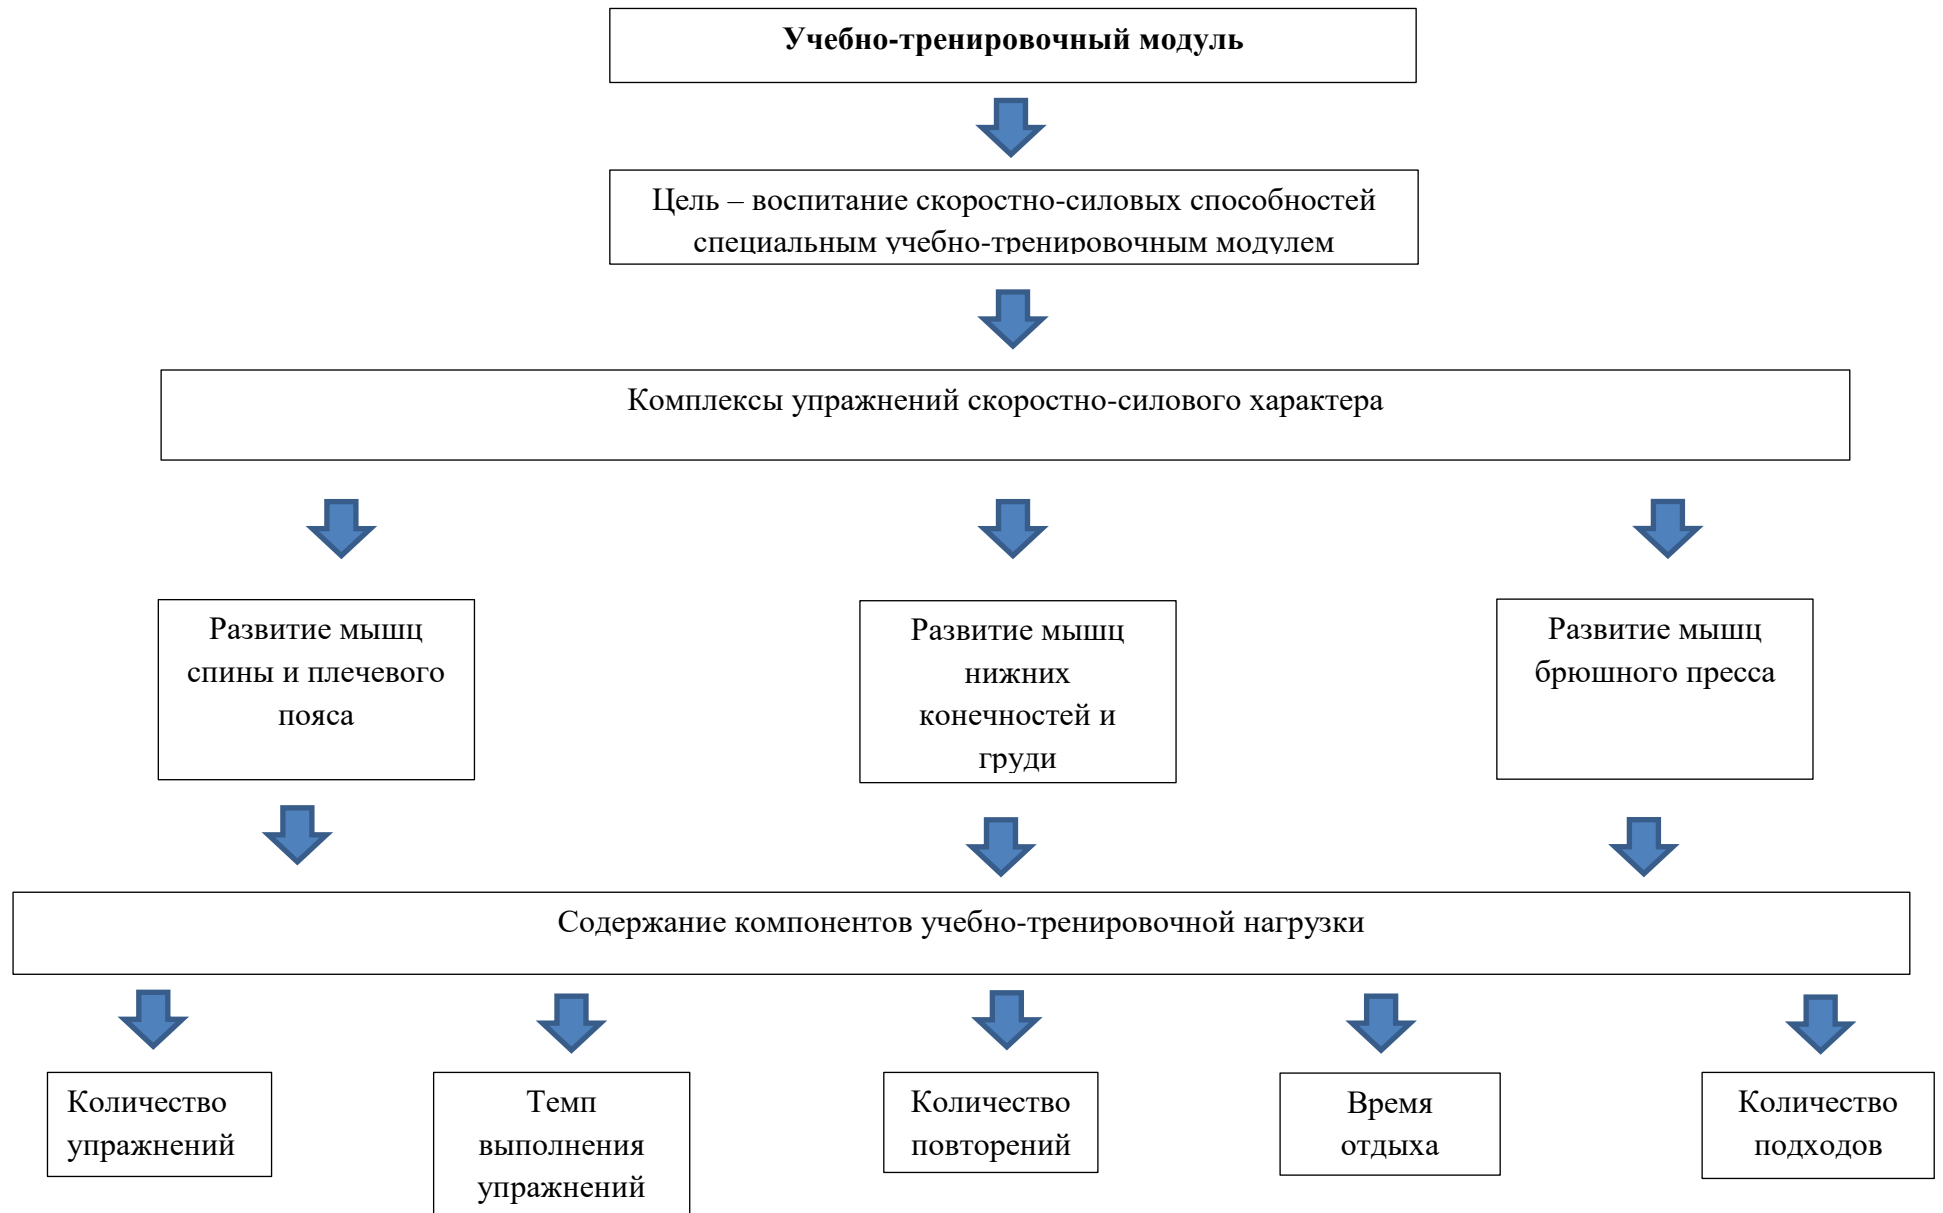 Учебно-тренировочный модуль
Цель – воспитание скоростно-силовых способностей
специальным учебно-тренировочным модулем
Комплексы упражнений скоростно-силового характера
Развитие мышц
спины и плечевого
пояса
Развитие мышц
нижних
конечностей и
груди
Развитие мышц
брюшного пресса
Содержание компонентов учебно-тренировочной нагрузки
Количество
упражнений
Темп
выполнения
упражнений
Количество
повторений
Время
отдыха
Количество
подходов